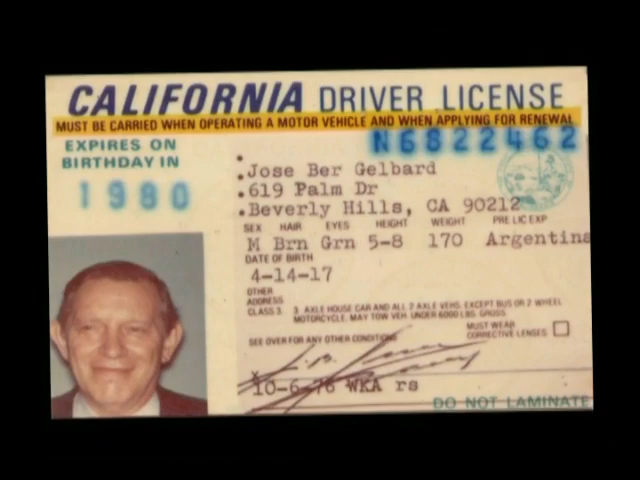 CALIFORNIA DRIVER LICENSE
MUST BE CARRIED WHEN OPERATING A MOTOR VEHICLE AND WHEN APPLYING FOR RENEWAL
N6822462
EXPIRES ON
BIRTHDAY IN
1980
Jose Ber Gelbard
619 Palm Dr
Beverly Hills, CA 90212
SEX HAIR EYES HEIGHT WEIGHT PRE LIC EXP
M Brn Grn 5-8 170 Argentina
DATE OF BIRTH
4-14-17
OTHER
ADDRESS
CLASS 3 3 AXLE HOUSE CAR AND ALL 2 AXLE VEHS. EXCEPT BUS OR 2 WHEEL
MOTORCYCLE. MAY TOW VEH. UNDER 6000 LBS. GROSS
MUST WEAR
CORRECTIVE LENSES
SEE OVER FOR ANY OTHER CONDITIONS
X
10-6-76 WKA rs
DO NOT LAMINATE